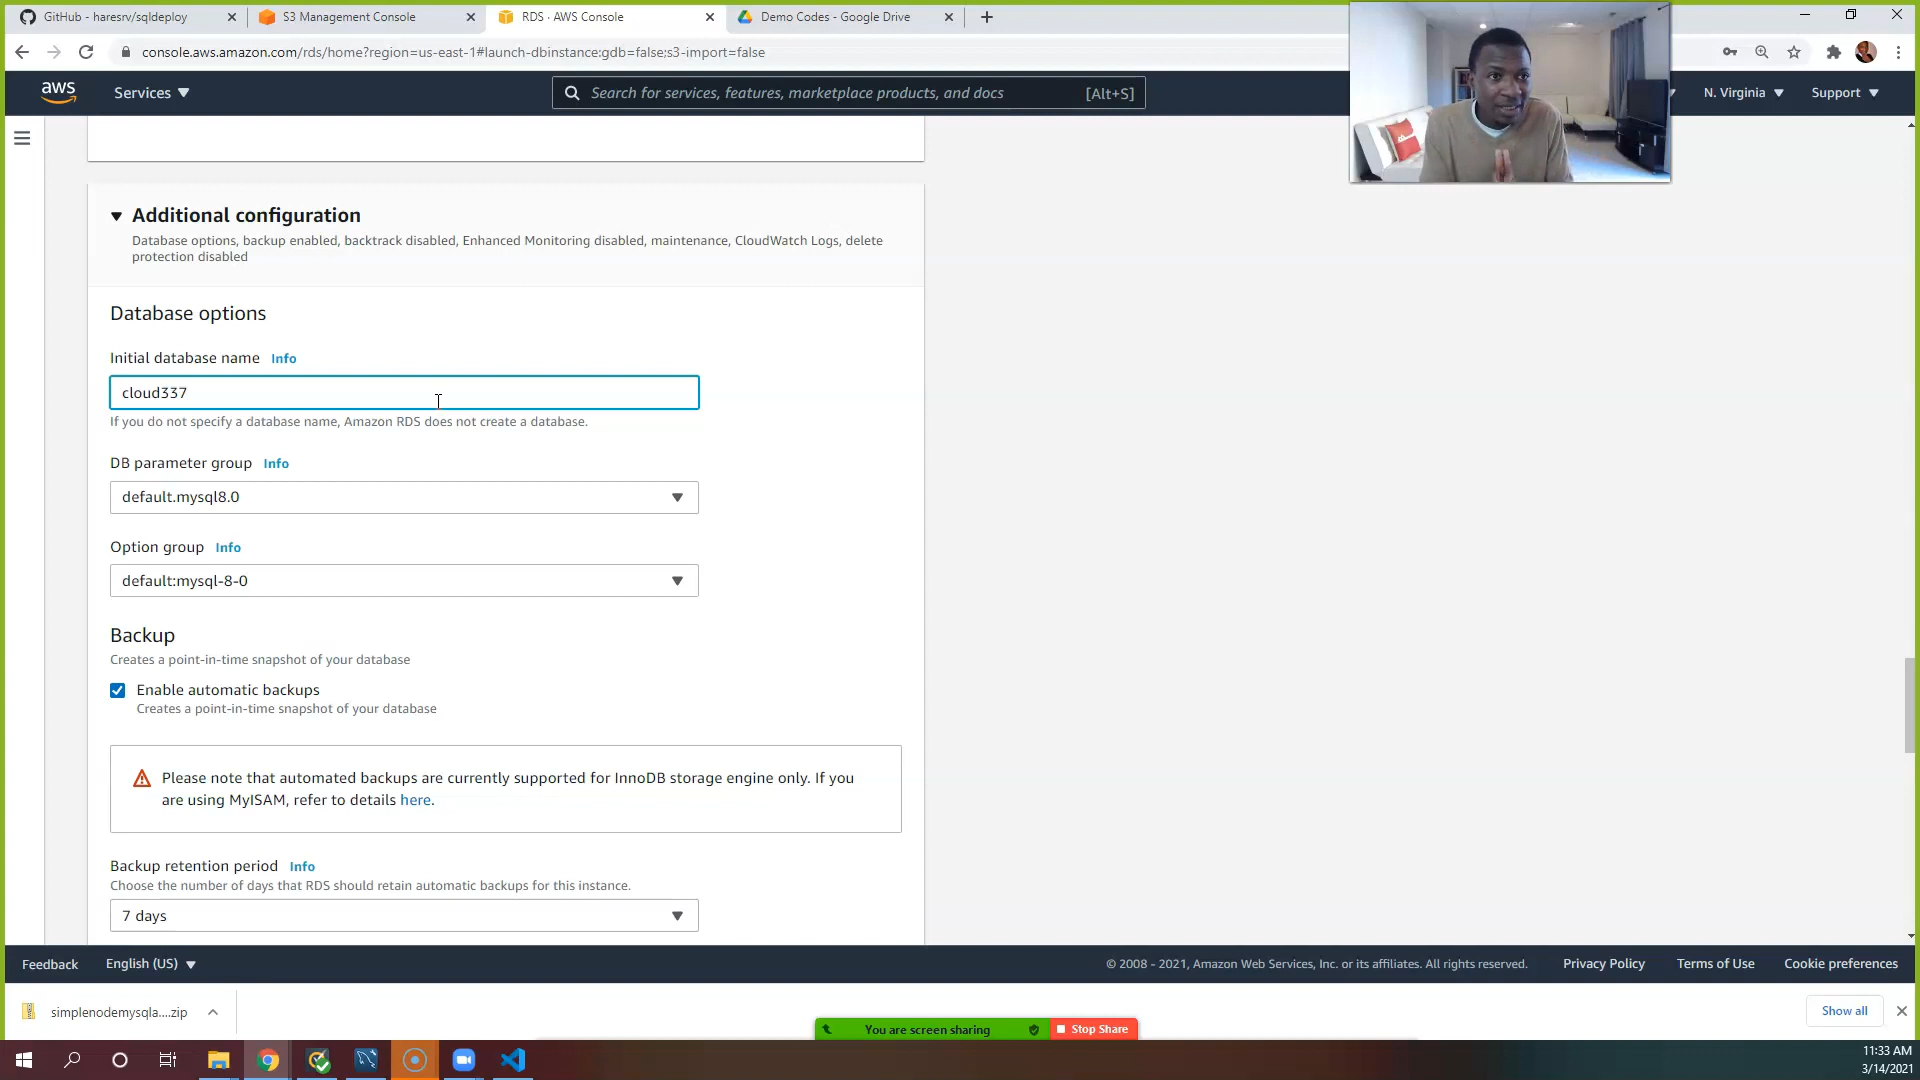 GitHub - haresrv/sqldeploy
S3 Management Console
RDS · AWS Console
Demo Codes - Google Drive
console.aws.amazon.com/rds/home?region=us-east-1#launch-dbinstance:gdb=false;s3-import=false
aws
Services
Search for services, features, marketplace products, and docs
[Alt+S]
N. Virginia
Support
Additional configuration
Database options, backup enabled, backtrack disabled, Enhanced Monitoring disabled, maintenance, CloudWatch Logs, delete
protection disabled
Database options
Initial database name Info
cloud337
If you do not specify a database name, Amazon RDS does not create a database.
DB parameter group Info
default.mysql8.0
Option group Info
default:mysql-8-0
Backup
Creates a point-in-time snapshot of your database
Enable automatic backups
Creates a point-in-time snapshot of your database
Please note that automated backups are currently supported for InnoDB storage engine only. If you
are using MyISAM, refer to details here.
Backup retention period Info
Choose the number of days that RDS should retain automatic backups for this instance.
7 days
Feedback
English (US)
© 2008 - 2021, Amazon Web Services, Inc. or its affiliates. All rights reserved.
Privacy Policy
Terms of Use
Cookie preferences
simplenodemysqla....zip
Show all
You are screen sharing
Stop Share
11:33 AM
3/14/2021